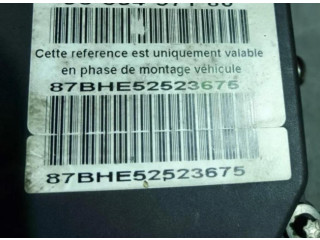 Cette reference est uniquement valable
en phase de montage véhicule
87BHE52523675
87BHE52523675